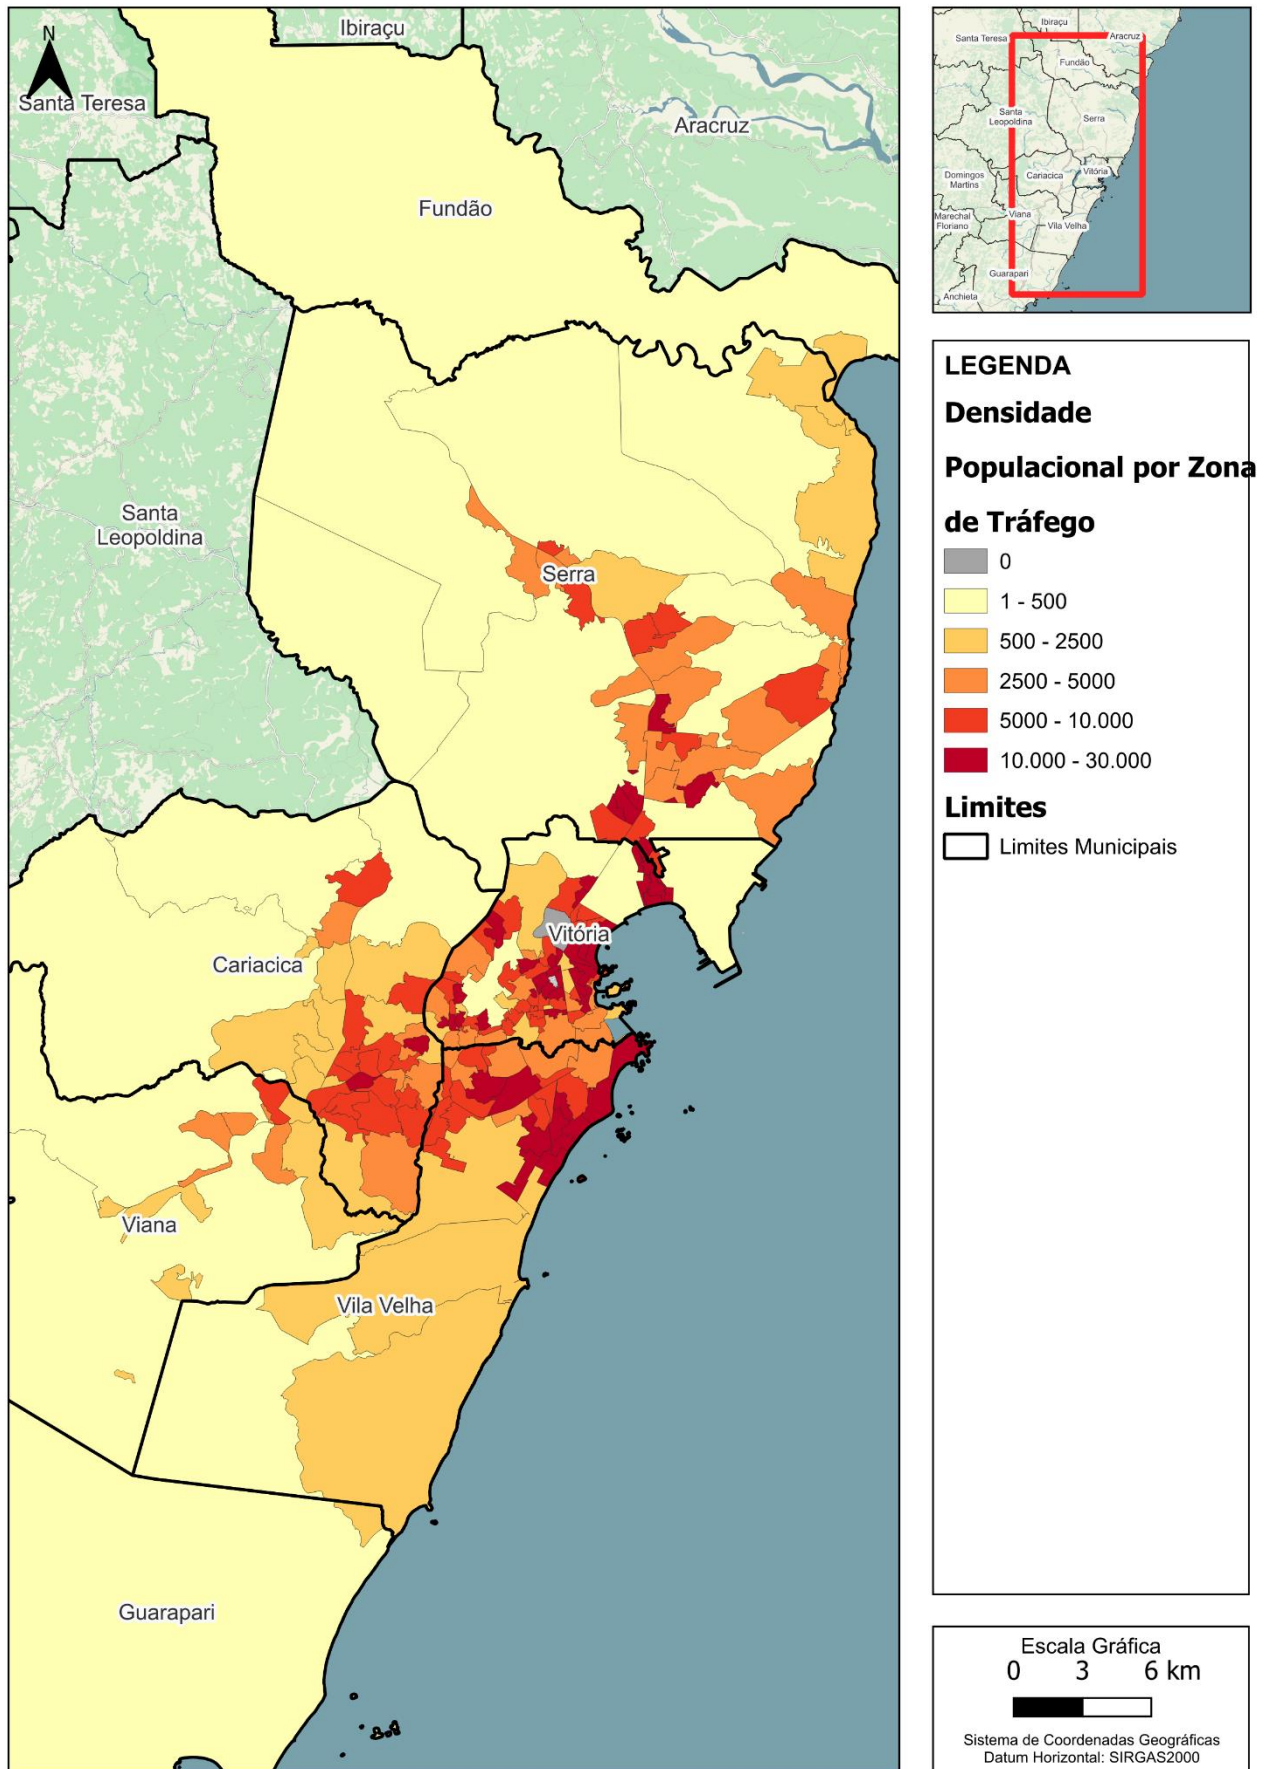 N
Ibiraçu
Santa Teresa
Aracruz
Fundão
Santa
Leopoldina
Serra
Vitória
Cariacica
Viana
Vila Velha
Guarapari
Ibiraçu
Santa Teresa
Aracruz
Fundão
Santa
Leopoldina
Serra
Domingos
Martins
Cariacica
Vitória
Marechal
Floriano
Viana
Vila Velha
Guarapari
Anchieta
LEGENDA
Densidade
Populacional por Zona
de Tráfego
0
1 - 500
500 - 2500
2500 - 5000
5000 - 10.000
10.000 - 30.000
Limites
Limites Municipais
Escala Gráfica
0 3 6 km
Sistema de Coordenadas Geográficas
Datum Horizontal: SIRGAS2000